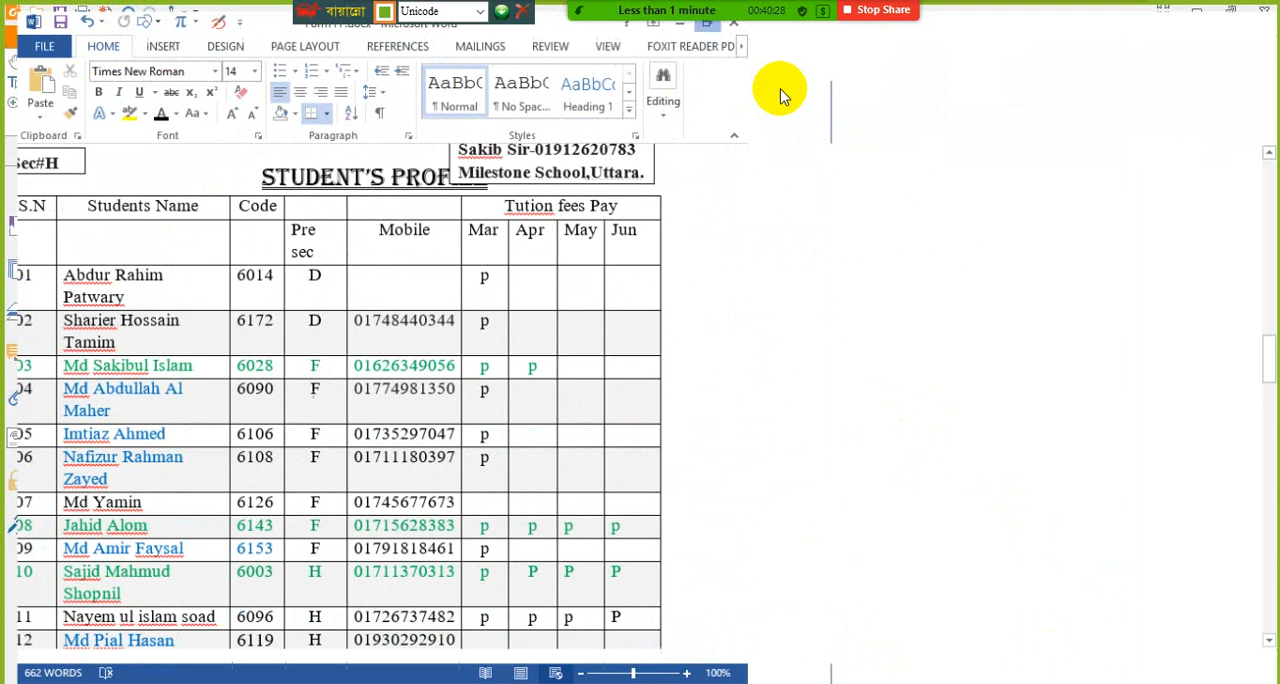 বায়ান্নো
Unicode
Less than 1 minute
00:40:28
Stop Share
FILE HOME INSERT DESIGN PAGE LAYOUT REFERENCES MAILINGS REVIEW VIEW FOXIT READER PD
Times New Roman 14
AaBbC AaBbC AaBbC
Paste
B I U abc x₂ x²
¶ Normal ¶ No Spac... Heading 1
Editing
Aa
Clipboard Font Paragraph Styles
Sec#H
Sakib Sir-01912620783
Milestone School,Uttara.
STUDENT'S PROF
S.N Students Name Code Tution fees Pay
Pre sec Mobile Mar Apr May Jun
01 Abdur Rahim Patwary 6014 D p
02 Sharier Hossain Tamim 6172 D 01748440344 p
03 Md Sakibul Islam 6028 F 01626349056 p p
04 Md Abdullah Al Maher 6090 F 01774981350 p
05 Imtiaz Ahmed 6106 F 01735297047 p
06 Nafizur Rahman Zayed 6108 F 01711180397 p
07 Md Yamin 6126 F 01745677673
08 Jahid Alom 6143 F 01715628383 p p p p
09 Md Amir Faysal 6153 F 01791818461 p
10 Sajid Mahmud Shopnil 6003 H 01711370313 p P P P
11 Nayem ul islam soad 6096 H 01726737482 p p p P
12 Md Pial Hasan 6119 H 01930292910
662 WORDS 100%